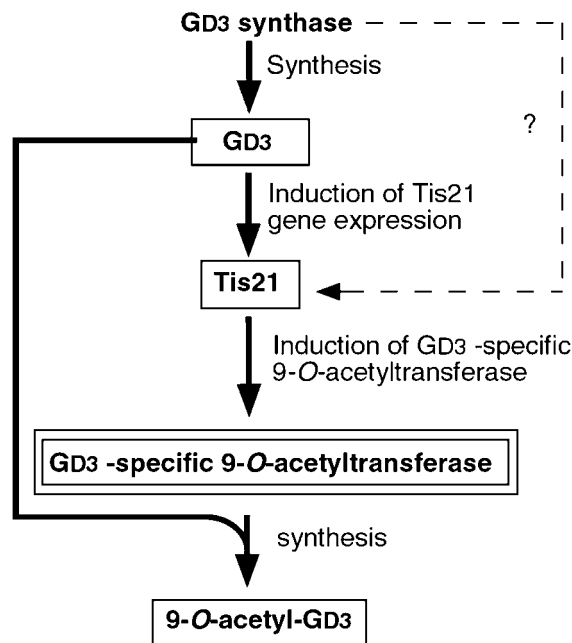 GD3 synthase
Synthesis
?
GD3
Induction of Tis21
gene expression
Tis21
Induction of GD3 -specific
9-O-acetyltransferase
GD3 -specific 9-O-acetyltransferase
synthesis
9-O-acetyl-GD3